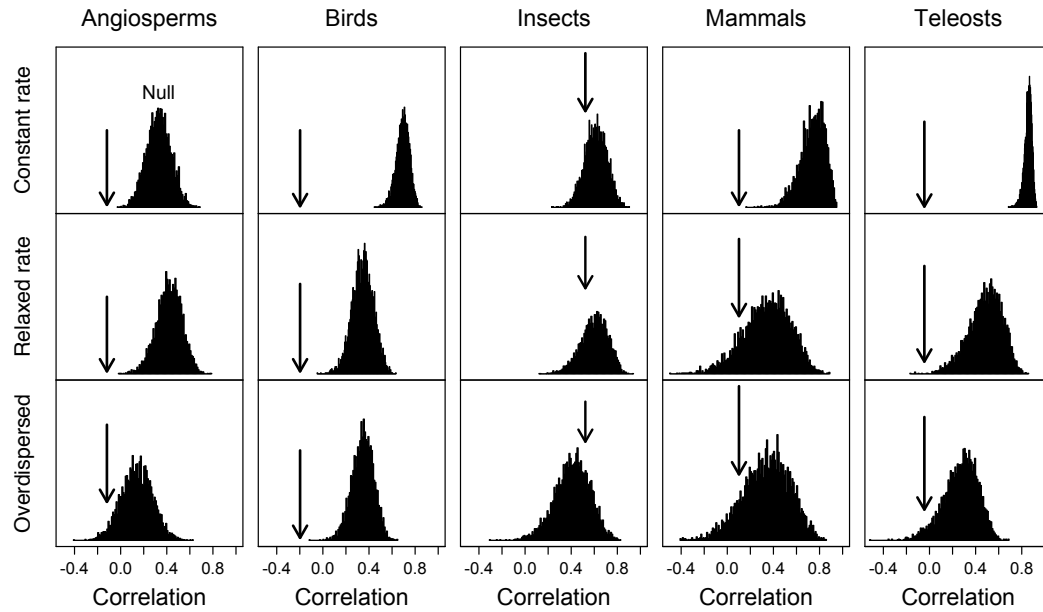 Angiosperms Birds Insects Mammals Teleosts
Constant rate
Null
Relaxed rate
Overdispersed
-0.4 0.0 0.4 0.8 -0.4 0.0 0.4 0.8 -0.4 0.0 0.4 0.8 -0.4 0.0 0.4 0.8 -0.4 0.0 0.4 0.8
Correlation Correlation Correlation Correlation Correlation